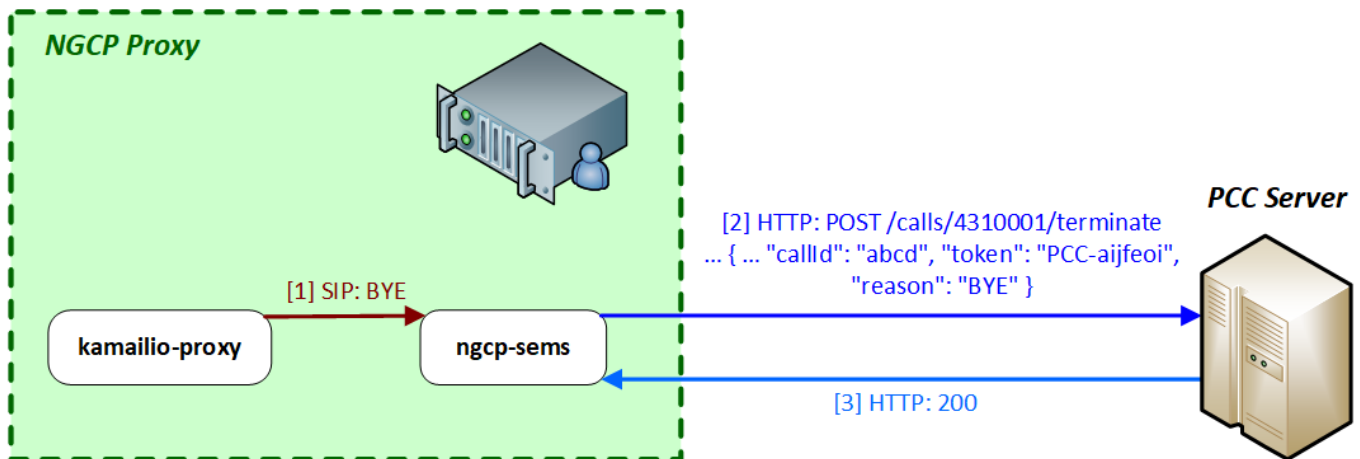 NGCP Proxy
PCC Server
[2] HTTP: POST /calls/4310001/terminate
... { ... "callId": "abcd", "token": "PCC-aijfeoi",
"reason": "BYE" }
[1] SIP: BYE
kamailio-proxy
ngcp-sems
[3] HTTP: 200